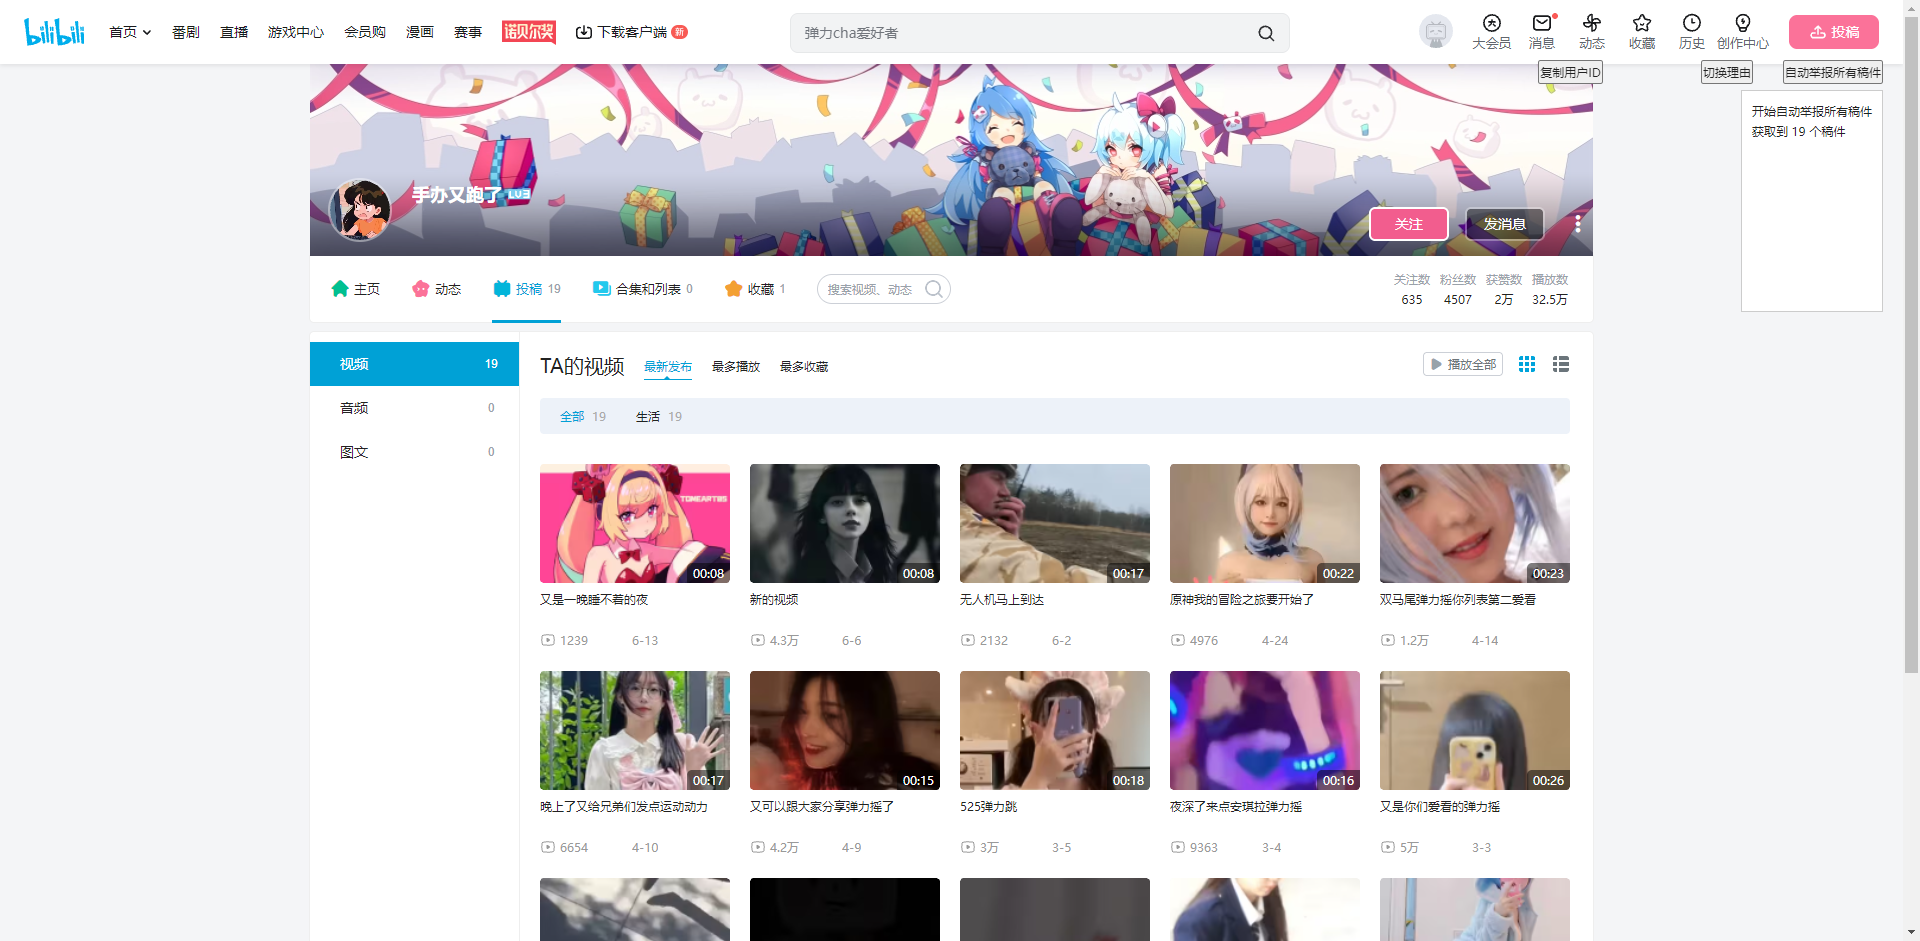 bilibili
首页 番剧 直播 游戏中心 会员购 漫画 赛事 诺贝尔奖 下载客户端 新
弹力cha爱好者
大会员 消息 动态 收藏 历史 创作中心 投稿
复制用户ID 切换理由 自动举报所有稿件
开始自动举报所有稿件
获取到 19 个稿件
手办又跑了 LV3
关注 发消息
主页 动态 投稿 19 合集和列表 0 收藏 1 搜索视频、动态
关注数 粉丝数 获赞数 播放数
635 4507 2万 32.5万
视频 19
音频 0
图文 0
TA的视频 最新发布 最多播放 最多收藏 播放全部
全部 19 生活 19
TOMEARTBS
00:08 00:08 00:17 00:22 00:23
又是一晚睡不着的夜 新的视频 无人机马上到达 原神我的冒险之旅要开始了 双马尾弹力摇你列表第二爱看
1239 6-13 4.3万 6-6 2132 6-2 4976 4-24 1.2万 4-14
00:17 00:15 00:18 00:16 00:26
晚上了又给兄弟们发点运动动力 又可以跟大家分享弹力摇了 525弹力跳 夜深了来点安琪拉弹力摇 又是你们爱看的弹力摇
6654 4-10 4.2万 4-9 3万 3-5 9363 3-4 5万 3-3